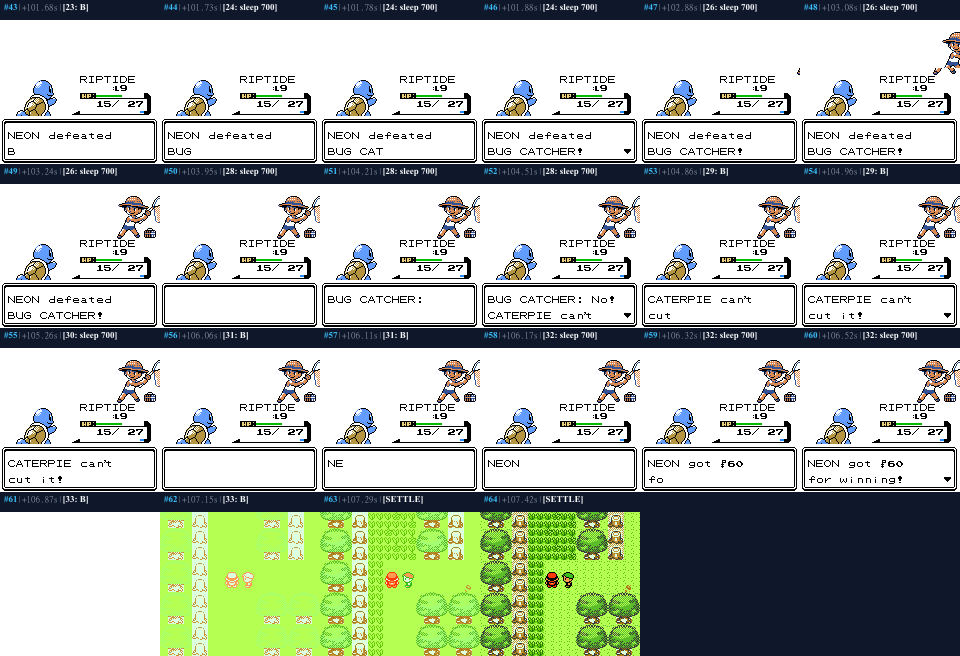 #43|+101.68s|[23: B]
#44|+101.73s|[24: sleep 700]
#45|+101.78s|[24: sleep 700]
#46|+101.88s|[24: sleep 700]
#47|+102.88s|[26: sleep 700]
#48|+103.08s|[26: sleep 700]
RIPTIDE
:L9
HP:
15/ 27
NEON defeated
B
RIPTIDE
:L9
HP:
15/ 27
NEON defeated
BUG
RIPTIDE
:L9
HP:
15/ 27
NEON defeated
BUG CAT
RIPTIDE
:L9
HP:
15/ 27
NEON defeated
BUG CATCHER!
RIPTIDE
:L9
HP:
15/ 27
NEON defeated
BUG CATCHER!
RIPTIDE
:L9
HP:
15/ 27
NEON defeated
BUG CATCHER!
#49|+103.24s|[26: sleep 700]
#50|+103.95s|[28: sleep 700]
#51|+104.21s|[28: sleep 700]
#52|+104.51s|[28: sleep 700]
#53|+104.86s|[29: B]
#54|+104.96s|[29: B]
RIPTIDE
:L9
HP:
15/ 27
NEON defeated
BUG CATCHER!
RIPTIDE
:L9
HP:
15/ 27
RIPTIDE
:L9
HP:
15/ 27
BUG CATCHER:
RIPTIDE
:L9
HP:
15/ 27
BUG CATCHER: No!
CATERPIE can't
RIPTIDE
:L9
HP:
15/ 27
CATERPIE can't
cut
RIPTIDE
:L9
HP:
15/ 27
CATERPIE can't
cut it!
#55|+105.26s|[30: sleep 700]
#56|+106.06s|[31: B]
#57|+106.11s|[31: B]
#58|+106.17s|[32: sleep 700]
#59|+106.32s|[32: sleep 700]
#60|+106.52s|[32: sleep 700]
RIPTIDE
:L9
HP:
15/ 27
CATERPIE can't
cut it!
RIPTIDE
:L9
HP:
15/ 27
RIPTIDE
:L9
HP:
15/ 27
NE
RIPTIDE
:L9
HP:
15/ 27
NEON
RIPTIDE
:L9
HP:
15/ 27
NEON got ₽60
fo
RIPTIDE
:L9
HP:
15/ 27
NEON got ₽60
for winning!
#61|+106.87s|[33: B]
#62|+107.15s|[33: B]
#63|+107.29s|[SETTLE]
#64|+107.42s|[SETTLE]